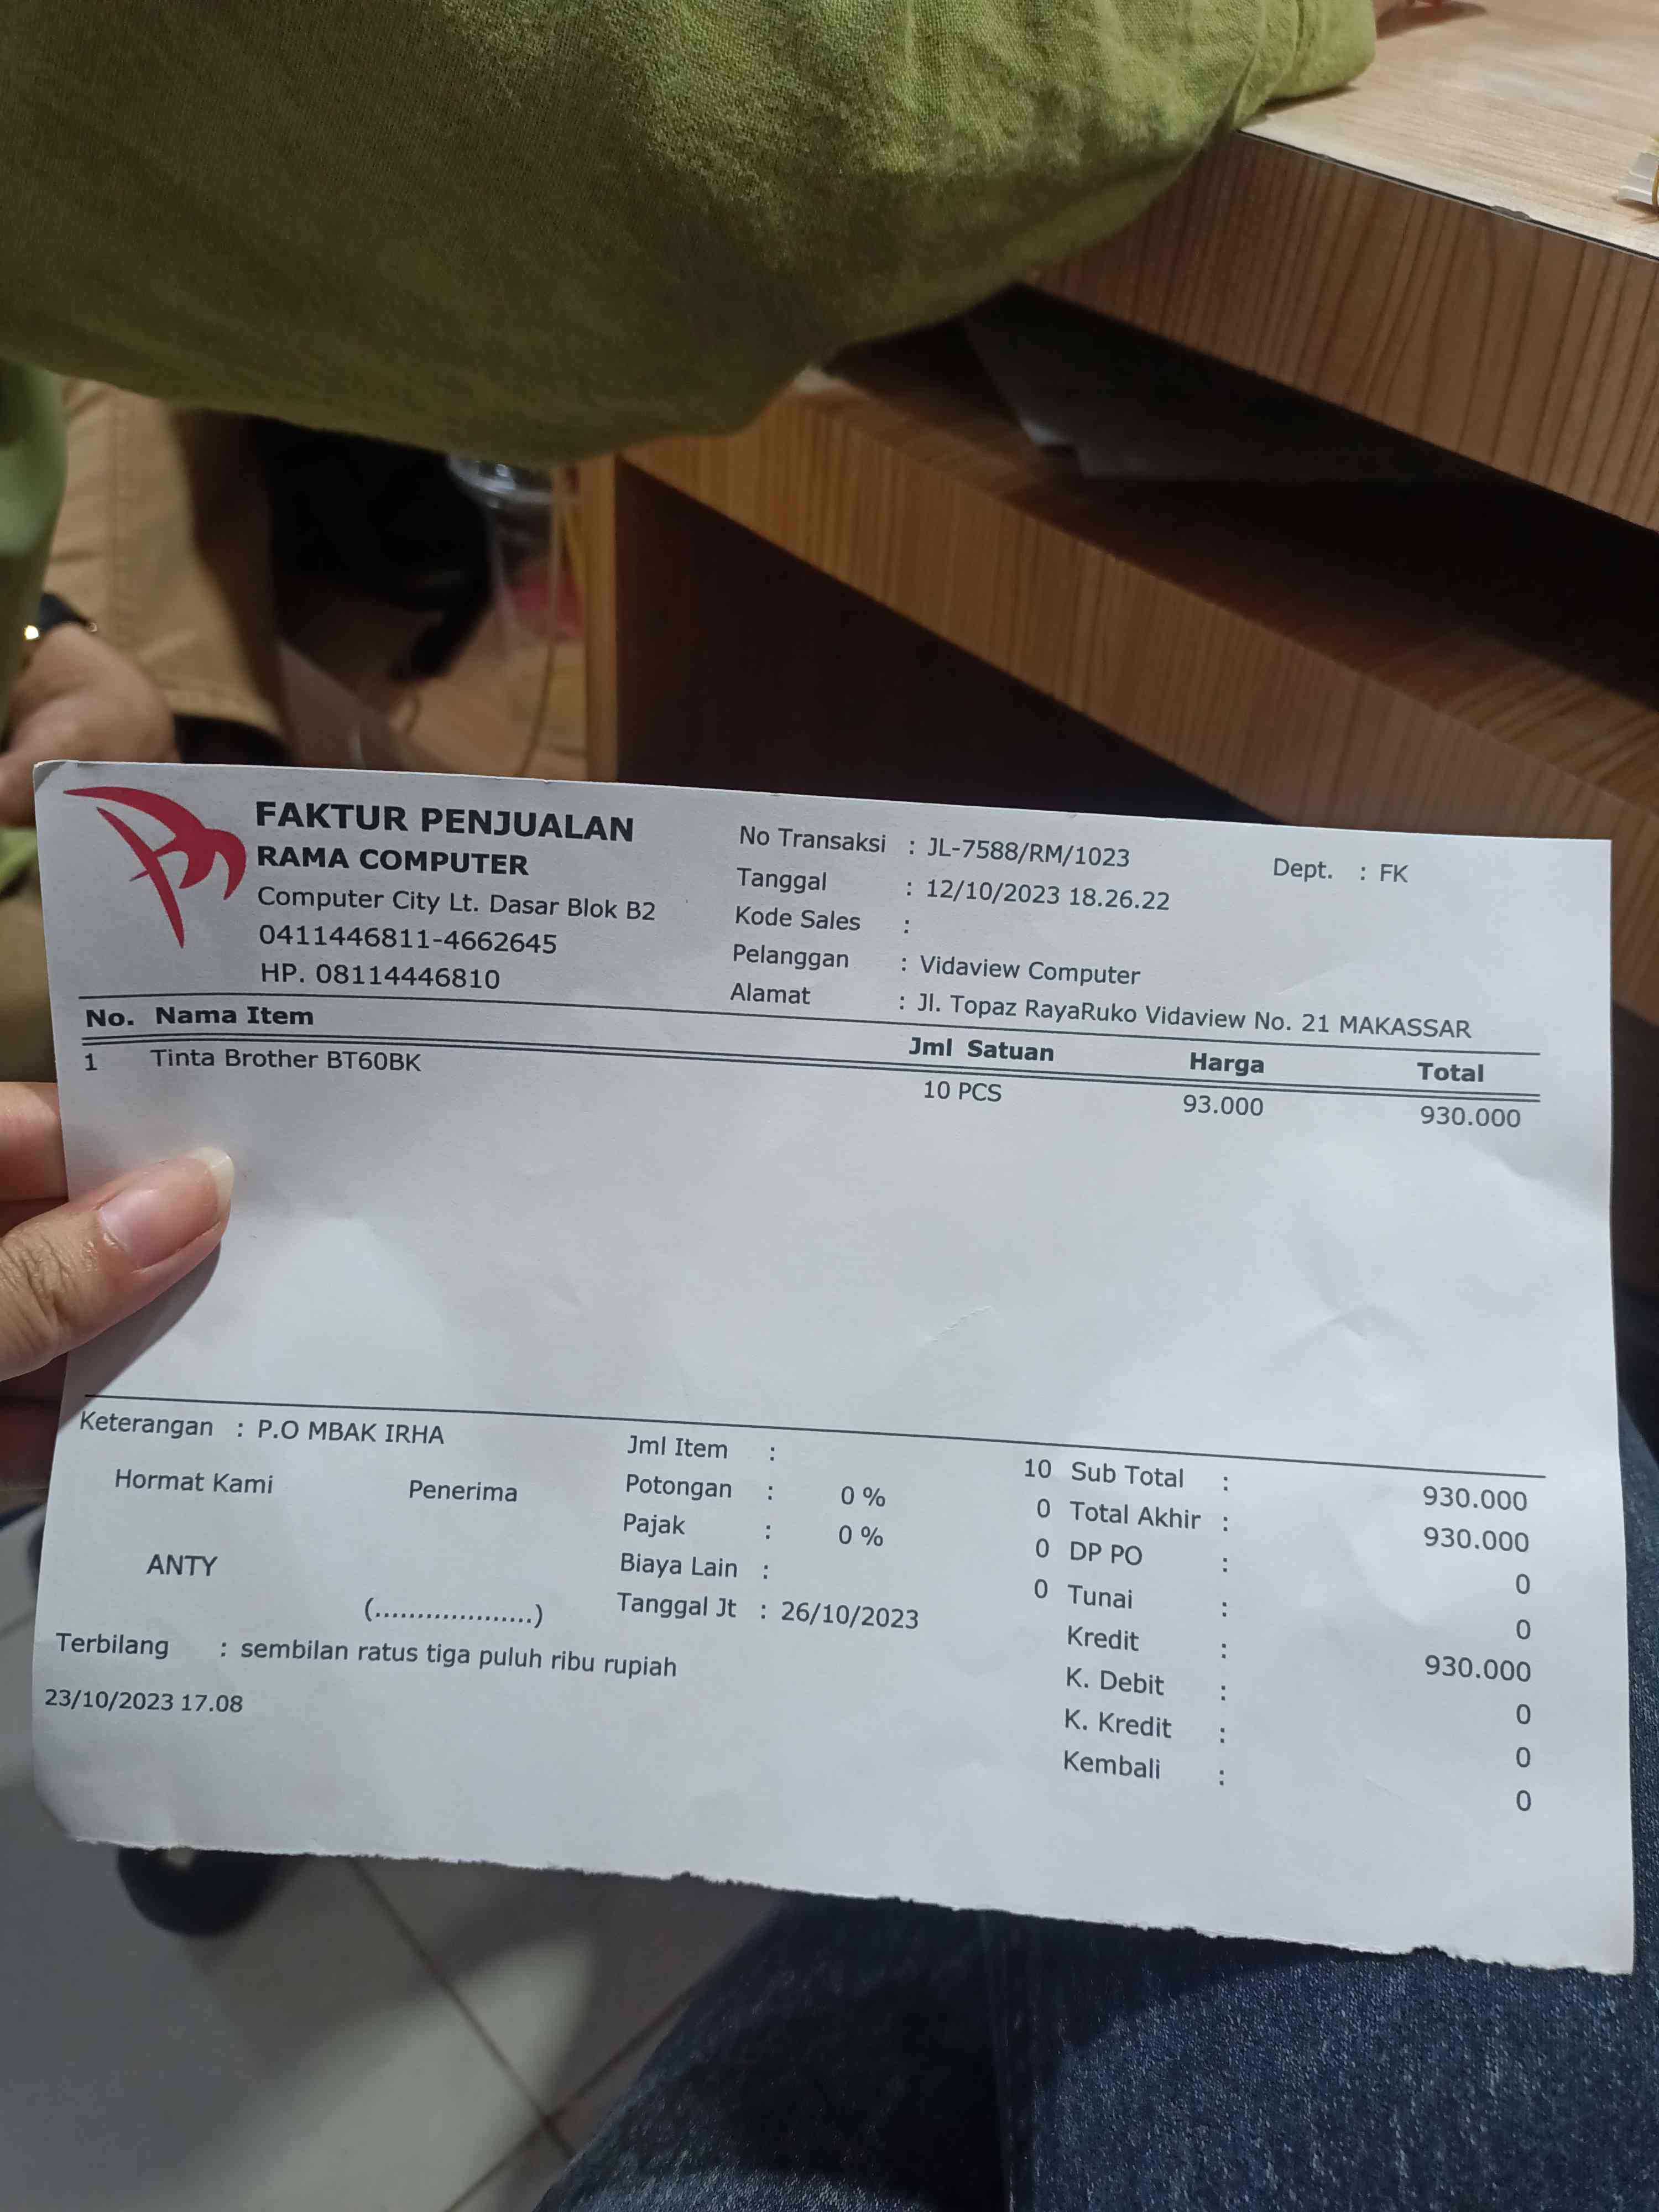 FAKTUR PENJUALAN
RAMA COMPUTER
Computer City Lt. Dasar Blok B2
0411446811-4662645
HP. 08114446810
No Transaksi : JL-7588/RM/1023 Dept. : FK
Tanggal : 12/10/2023 18.26.22
Kode Sales :
Pelanggan : Vidaview Computer
Alamat : Jl. Topaz RayaRuko Vidaview No. 21 MAKASSAR
No. Nama Item Jml Satuan Harga Total
1 Tinta Brother BT60BK 10 PCS 93.000 930.000
Keterangan : P.O MBAK IRHA
Hormat Kami Penerima
ANTY
(...................)
Jml Item : 10
Potongan : 0 % 0
Pajak : 0 % 0
Biaya Lain : 0
Tanggal Jt : 26/10/2023
Sub Total : 930.000
Total Akhir : 930.000
DP PO : 0
Tunai : 0
Kredit : 930.000
K. Debit : 0
K. Kredit : 0
Kembali : 0
Terbilang : sembilan ratus tiga puluh ribu rupiah
23/10/2023 17.08